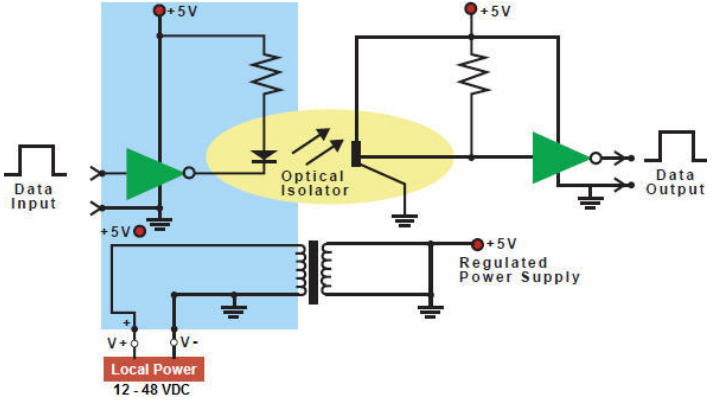 +5V
+5V
Optical
Isolator
Data
Input
Data
Output
+5V
+5V
Regulated
Power Supply
+
V+
V-
Local Power
12 - 48 VDC